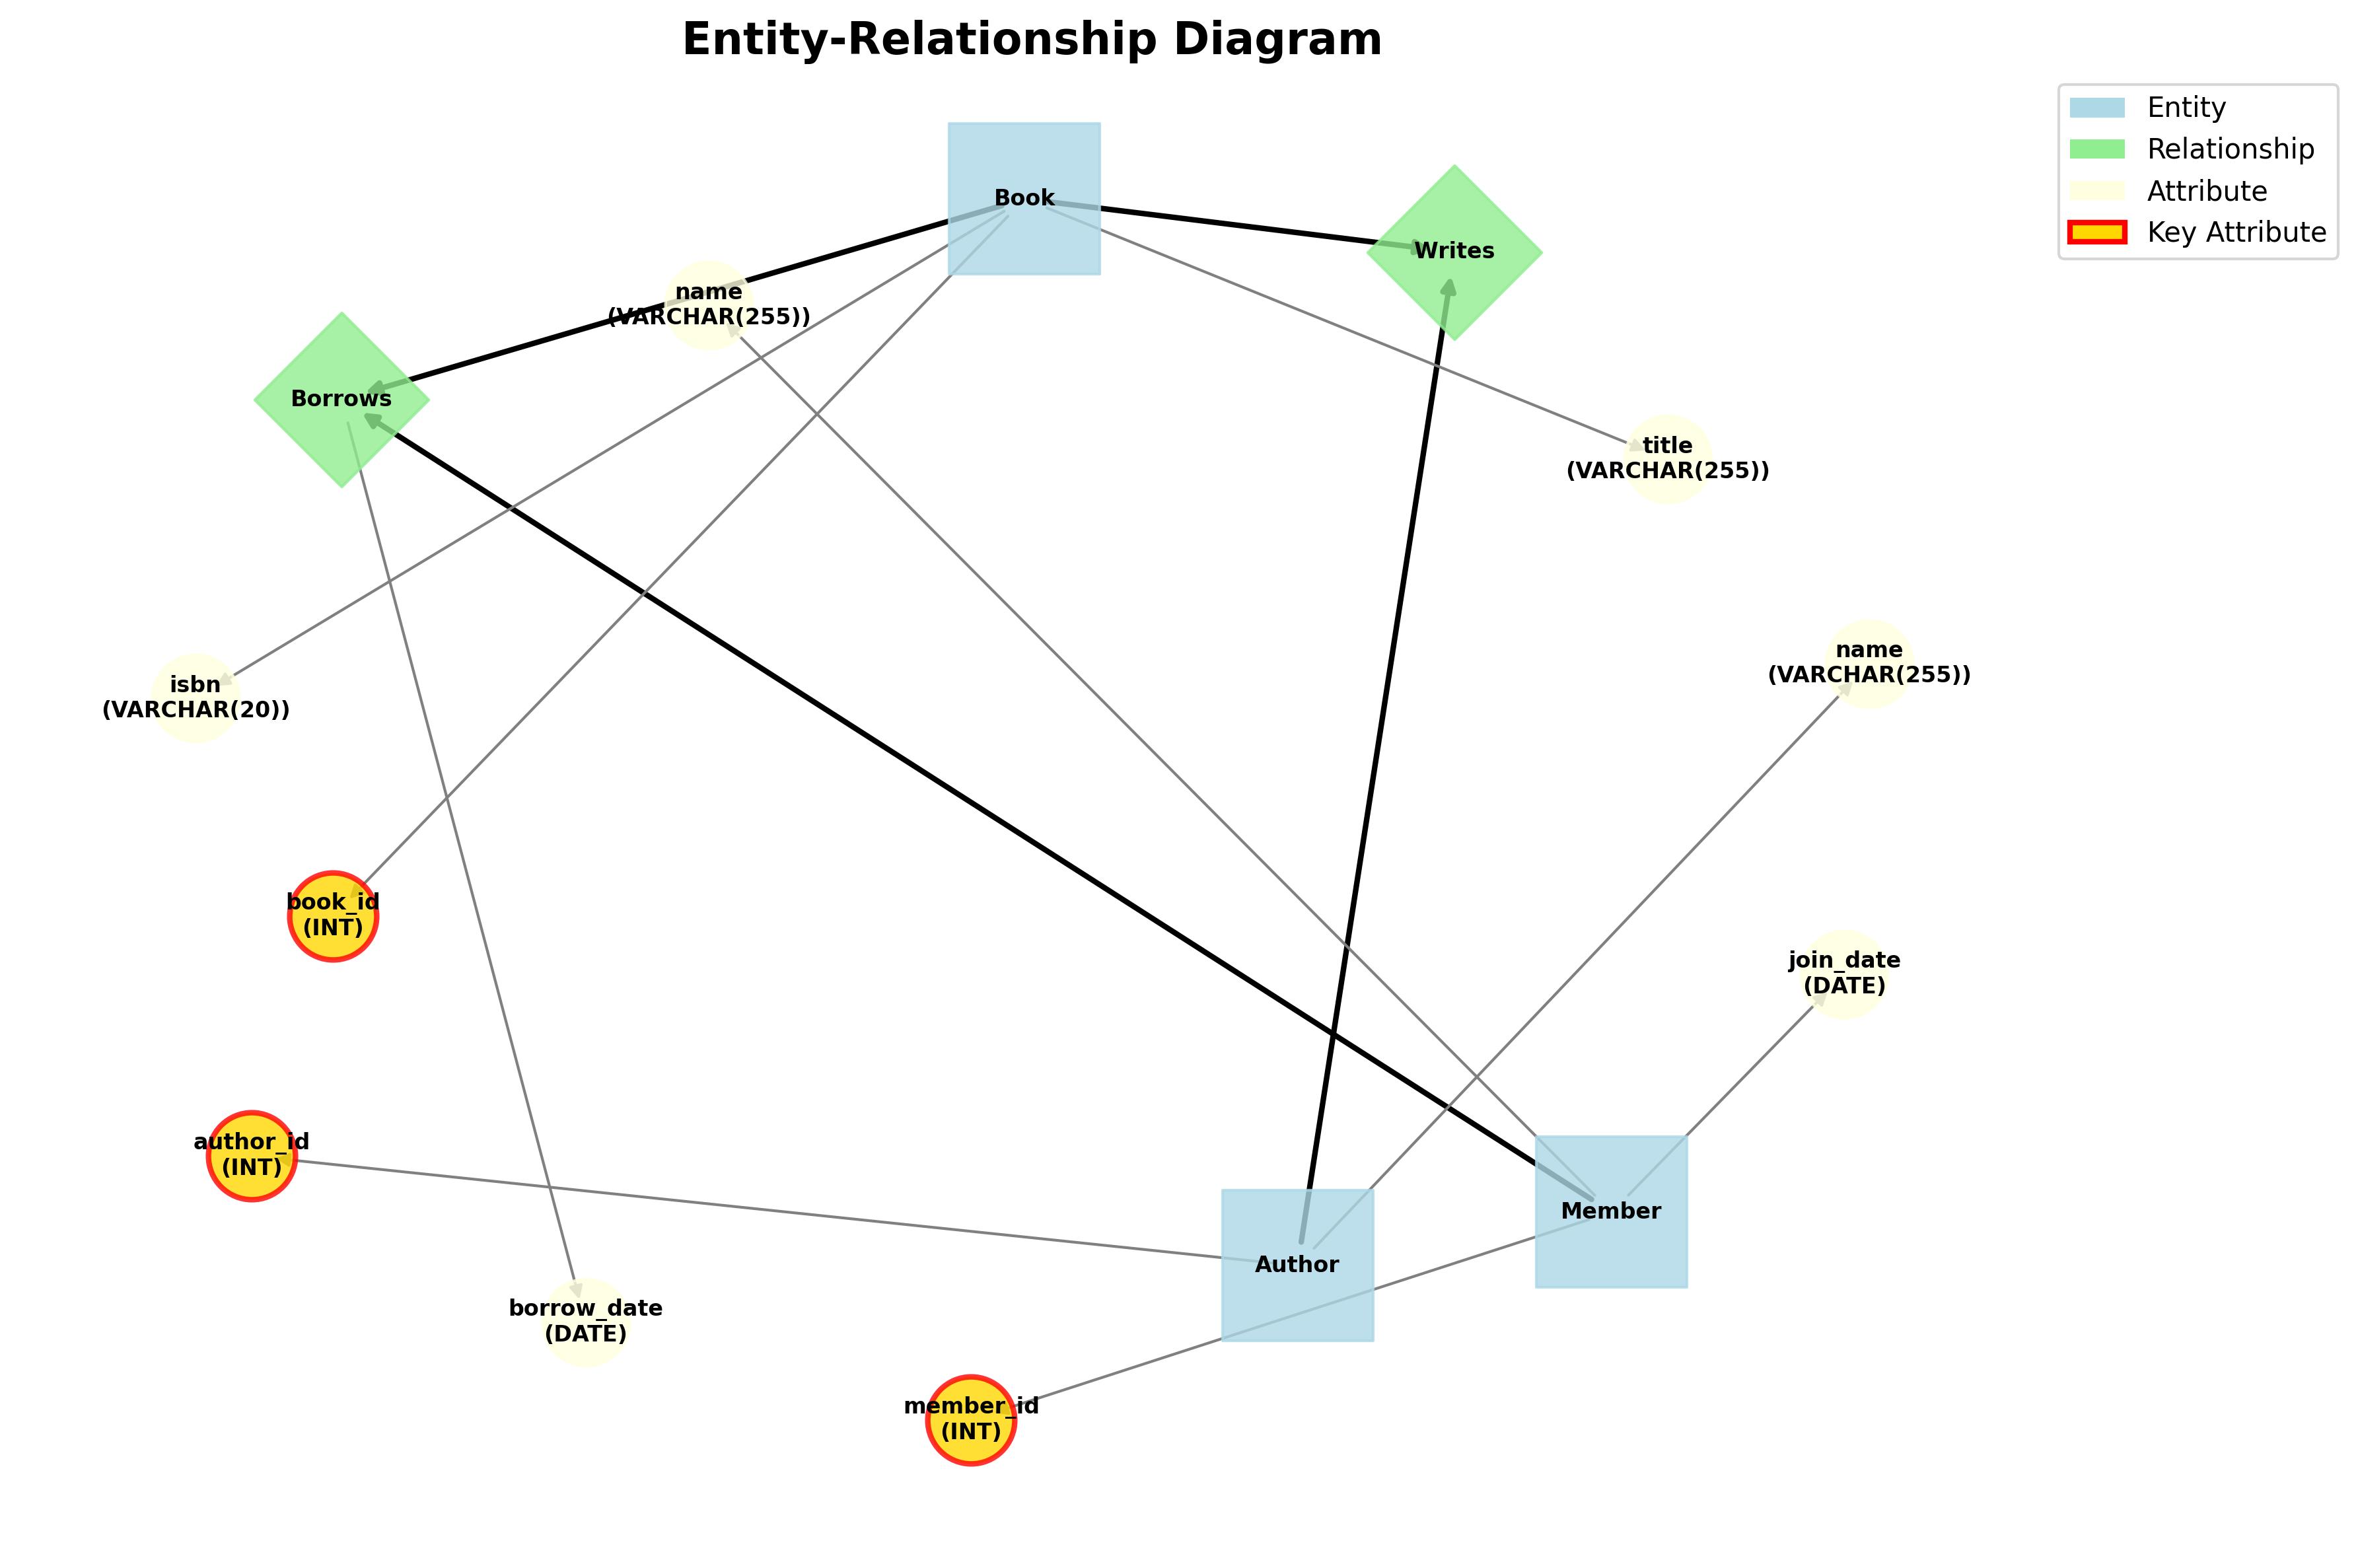 Entity-Relationship Diagram
Entity
Relationship
Attribute
Key Attribute
Book
Writes
name
(VARCHAR(255))
Borrows
title
(VARCHAR(255))
name
(VARCHAR(255))
isbn
(VARCHAR(20))
book_id
(INT)
join_date
(DATE)
author_id
(INT)
Member
Author
borrow_date
(DATE)
member_id
(INT)